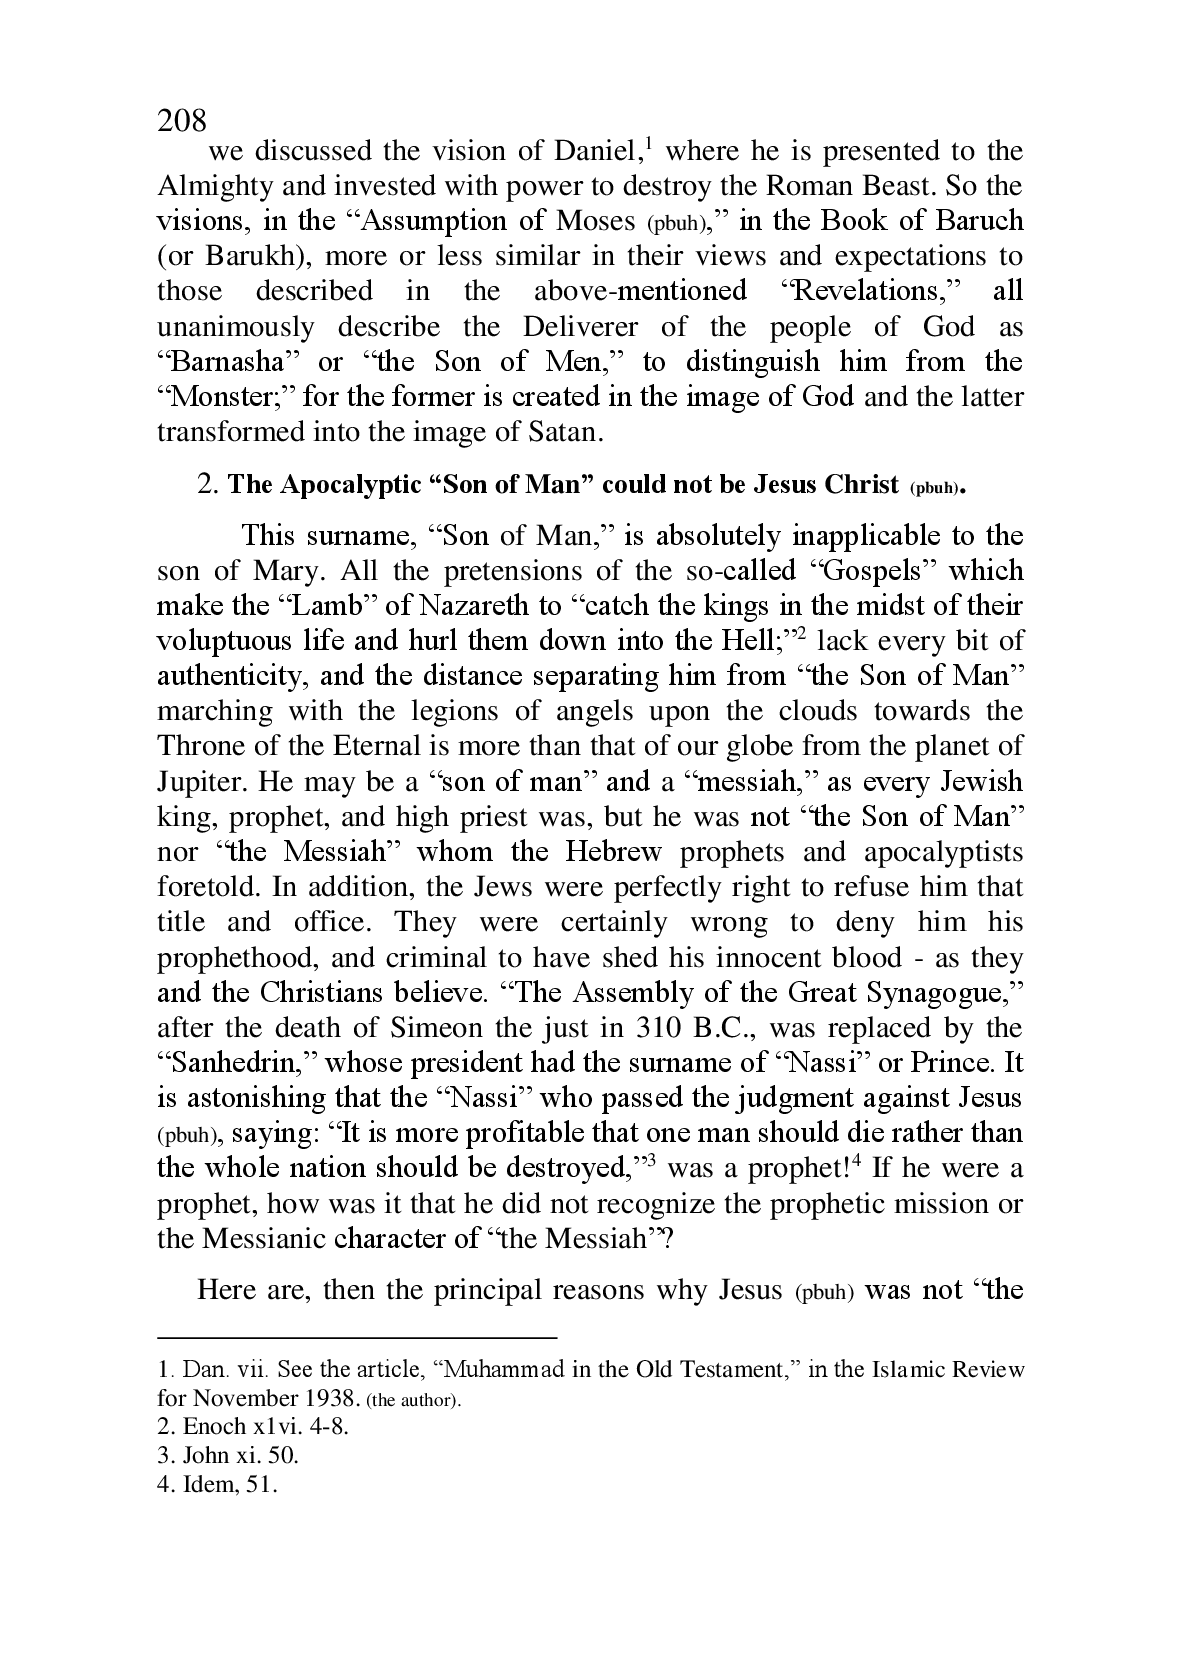 208
we discussed the vision of Daniel,1 where he is presented to the
Almighty and invested with power to destroy the Roman Beast. So the
visions, in the “Assumption of Moses (pbuh),” in the Book of Baruch
(or Barukh), more or less similar in their views and expectations to
those described in the above-mentioned “Revelations,” all
unanimously describe the Deliverer of the people of God as
“Barnasha” or “the Son of Men,” to distinguish him from the
“Monster;” for the former is created in the image of God and the latter
transformed into the image of Satan.
2. The Apocalyptic “Son of Man” could not be Jesus Christ (pbuh).
This surname, “Son of Man,” is absolutely inapplicable to the
son of Mary. All the pretensions of the so-called “Gospels” which
make the “Lamb” of Nazareth to “catch the kings in the midst of their
voluptuous life and hurl them down into the Hell;”2 lack every bit of
authenticity, and the distance separating him from “the Son of Man”
marching with the legions of angels upon the clouds towards the
Throne of the Eternal is more than that of our globe from the planet of
Jupiter. He may be a “son of man” and a “messiah,” as every Jewish
king, prophet, and high priest was, but he was not “the Son of Man”
nor “the Messiah” whom the Hebrew prophets and apocalyptists
foretold. In addition, the Jews were perfectly right to refuse him that
title and office. They were certainly wrong to deny him his
prophethood, and criminal to have shed his innocent blood - as they
and the Christians believe. “The Assembly of the Great Synagogue,”
after the death of Simeon the just in 310 B.C., was replaced by the
“Sanhedrin,” whose president had the surname of “Nassi” or Prince. It
is astonishing that the “Nassi” who passed the judgment against Jesus
(pbuh), saying: “It is more profitable that one man should die rather than
the whole nation should be destroyed,”3 was a prophet!4 If he were a
prophet, how was it that he did not recognize the prophetic mission or
the Messianic character of “the Messiah”?
Here are, then the principal reasons why Jesus (pbuh) was not “the
1. Dan. vii. See the article, “Muhammad in the Old Testament,” in the Islamic Review
for November 1938. (the author).
2. Enoch x1vi. 4-8.
3. John xi. 50.
4. Idem, 51.